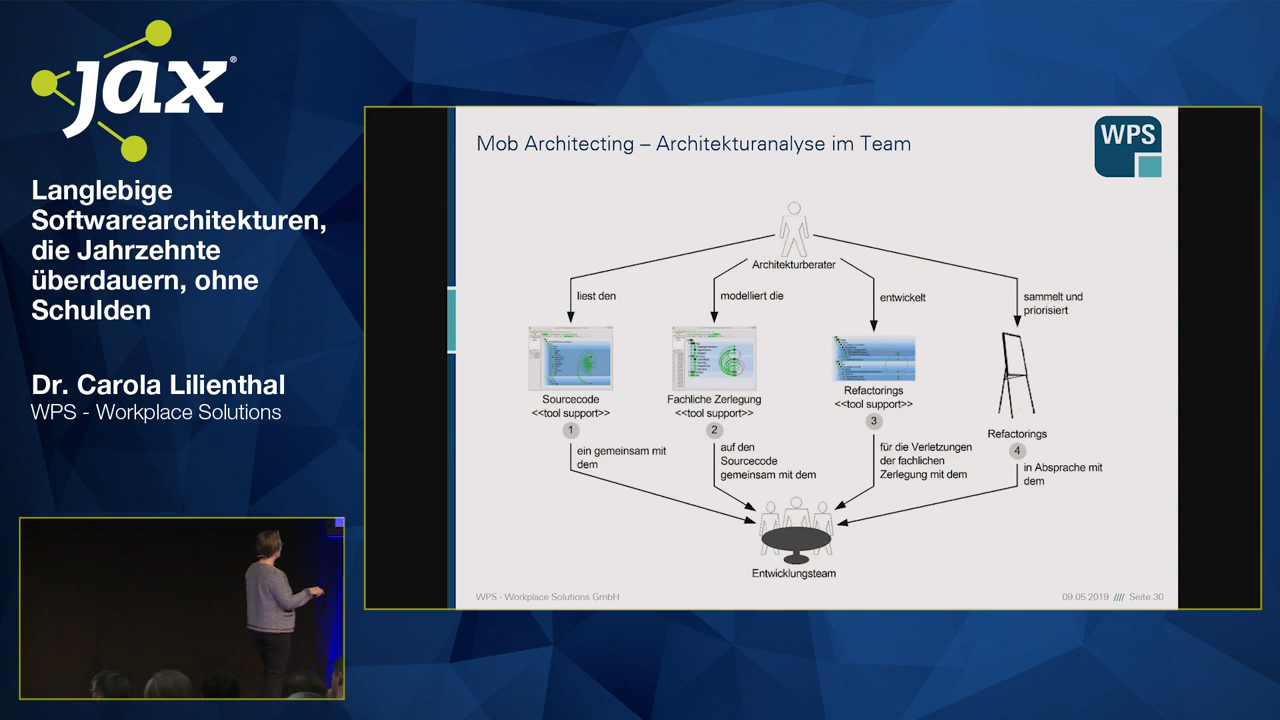 jax®
Langlebige
Softwarearchitekturen,
die Jahrzehnte
überdauern, ohne
Schulden
Dr. Carola Lilienthal
WPS - Workplace Solutions
Mob Architecting – Architekturanalyse im Team
WPS
Architekturberater
liest den
modelliert die
entwickelt
sammelt und
priorisiert
Sourcecode
<<tool support>>
1
Fachliche Zerlegung
<<tool support>>
2
Refactorings
<<tool support>>
3
Refactorings
4
ein gemeinsam mit
dem
auf den
Sourcecode
gemeinsam mit dem
für die Verletzungen
der fachlichen
Zerlegung mit dem
in Absprache mit
dem
Entwicklungsteam
WPS - Workplace Solutions GmbH
09.05.2019 //// Seite 30